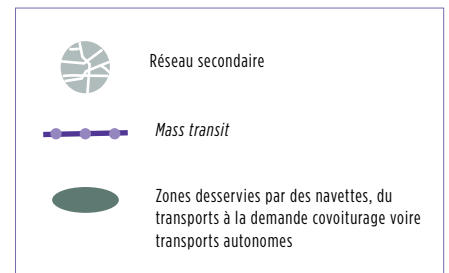 Réseau secondaire
Mass transit
Zones desservies par des navettes, du
transports à la demande covoiturage voire
transports autonomes